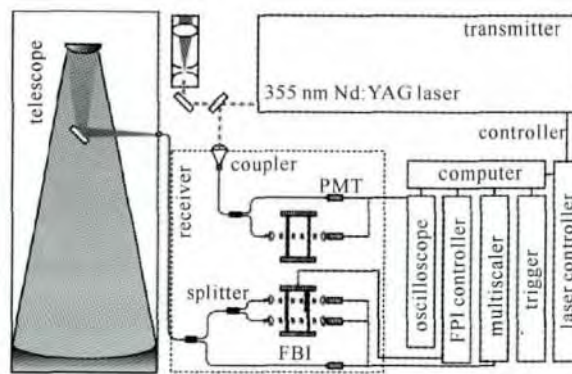 telescope
transmitter
355 nm Nd:YAG laser
controller
coupler
computer
PMT
receiver
splitter
FBI
oscilloscope
FPI controller
multiscaler
trigger
laser controller